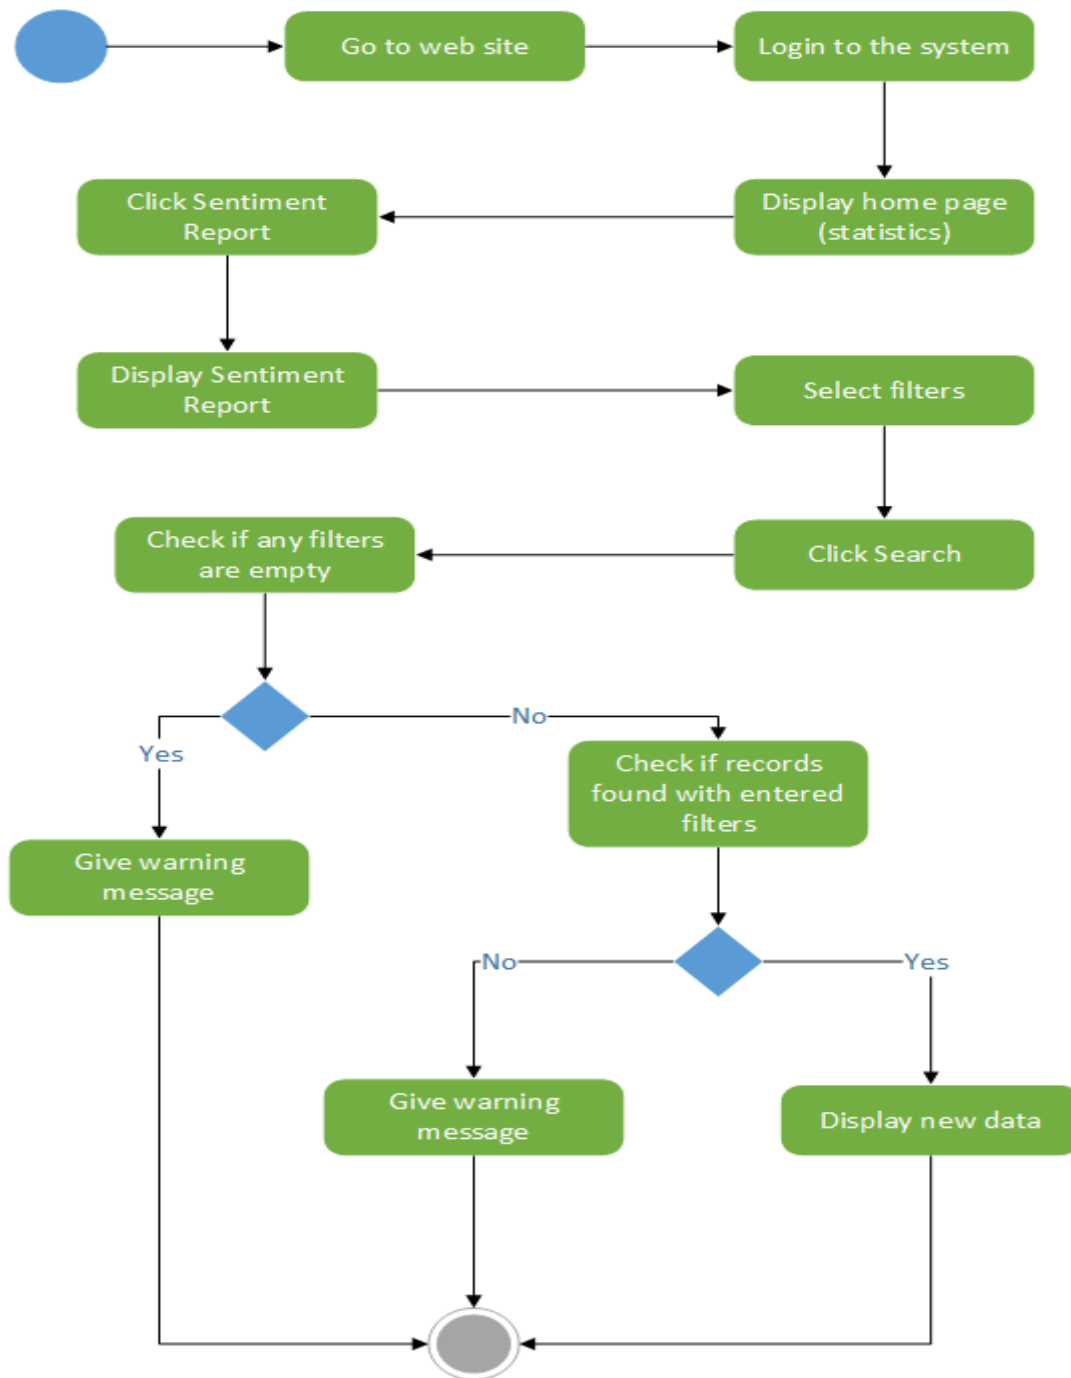 Go to web site
Login to the system
Click Sentiment
Report
Display home page
(statistics)
Display Sentiment
Report
Select filters
Check if any filters
are empty
Click Search
No
Yes
Check if records
found with entered
filters
Give warning
message
No
Yes
Give warning
message
Display new data